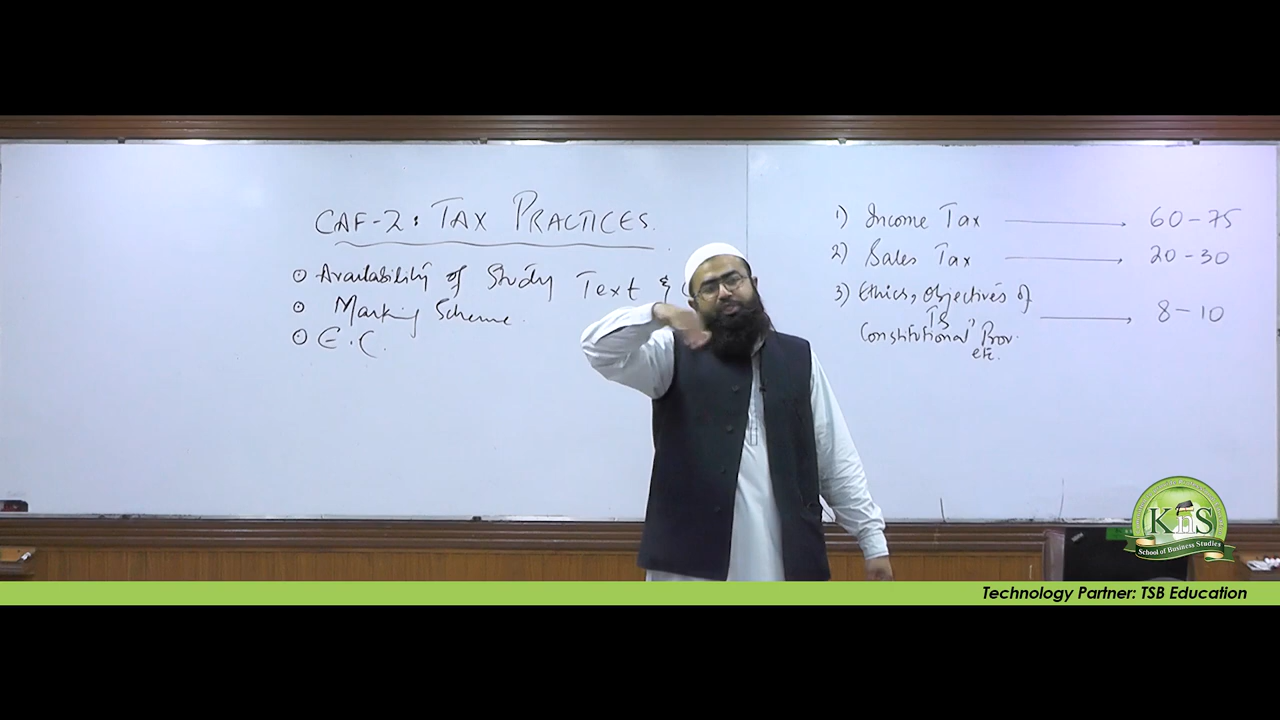 CAF-2: TAX PRACTICES.
⊙ Availability of Study Text &
⊙ Marking Scheme.
⊙ E.C.
1) Income Tax → 60-75
2) Sales Tax → 20-30
3) Ethics, Objectives of
TS,
Constitutional Prov. → 8-10
etc.
KnS
School of Business Studies
Technology Partner: TSB Education